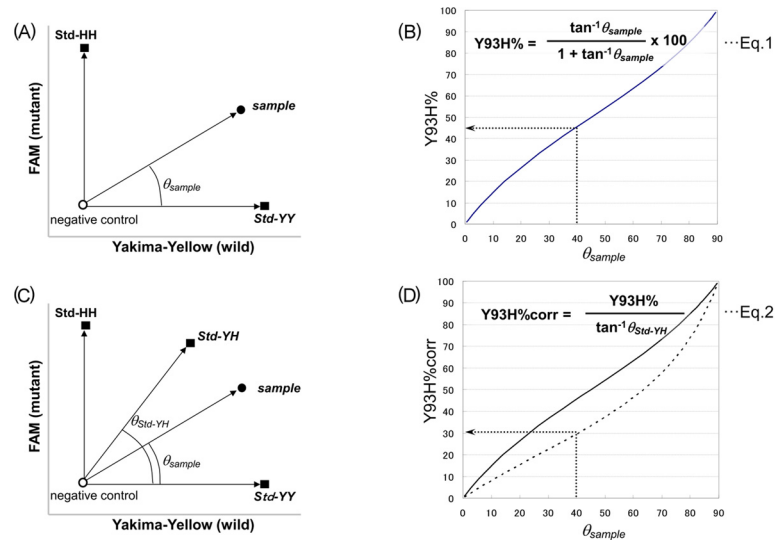 (A)
Std-HH
FAM (mutant)
sample
θsample
negative control
Std-YY
Yakima-Yellow (wild)
(B)
Y93H% = tan⁻¹θsample / 1 + tan⁻¹θsample x 100
···Eq.1
Y93H%
100
90
80
70
60
50
40
30
20
10
0
0 10 20 30 40 50 60 70 80 90
θsample
(C)
Std-HH
Std-YH
FAM (mutant)
sample
θStd-YH
θsample
negative control
Std-YY
Yakima-Yellow (wild)
(D)
Y93H%corr = Y93H% / tan⁻¹θStd-YH
···Eq.2
Y93H%corr
100
90
80
70
60
50
40
30
20
10
0
0 10 20 30 40 50 60 70 80 90
θsample